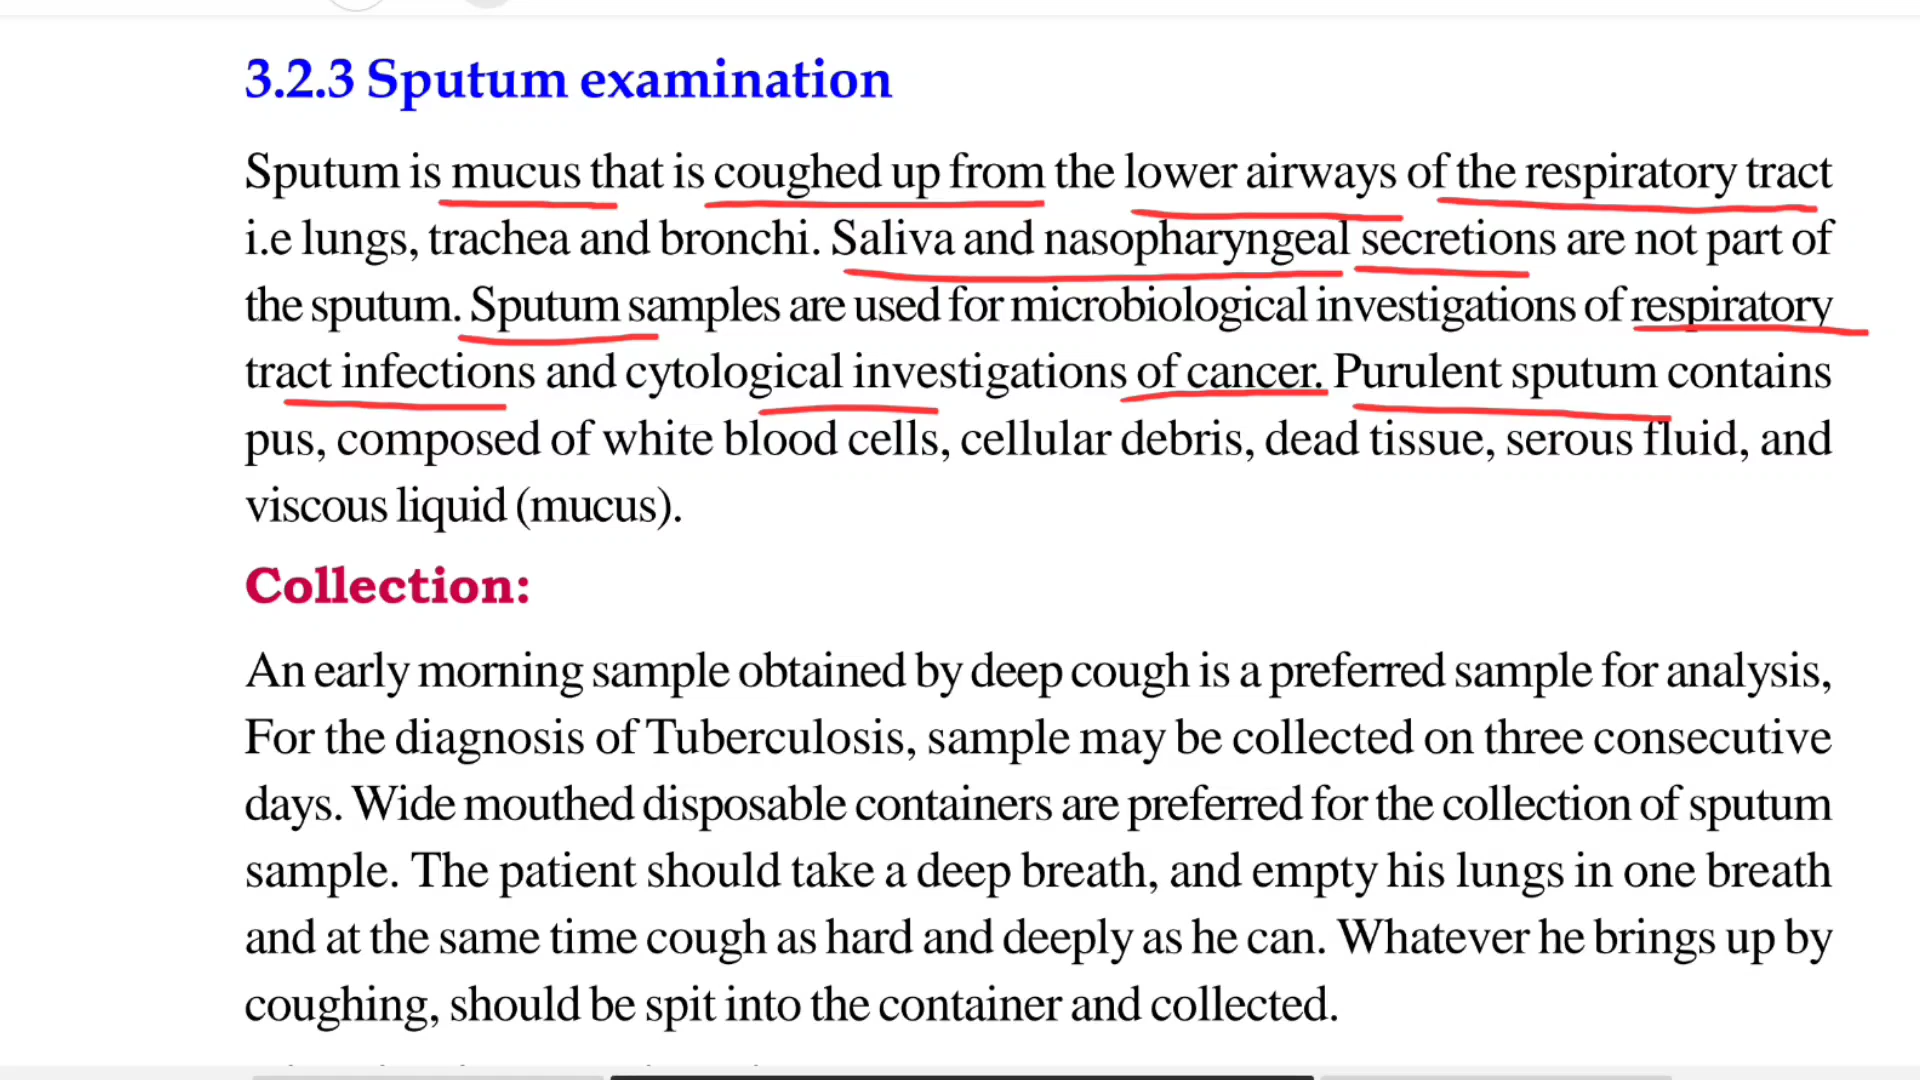 3.2.3 Sputum examination
Sputum is mucus that is coughed up from the lower airways of the respiratory tract
i.e lungs, trachea and bronchi. Saliva and nasopharyngeal secretions are not part of
the sputum. Sputum samples are used for microbiological investigations of respiratory
tract infections and cytological investigations of cancer. Purulent sputum contains
pus, composed of white blood cells, cellular debris, dead tissue, serous fluid, and
viscous liquid (mucus).
Collection:
An early morning sample obtained by deep cough is a preferred sample for analysis,
For the diagnosis of Tuberculosis, sample may be collected on three consecutive
days. Wide mouthed disposable containers are preferred for the collection of sputum
sample. The patient should take a deep breath, and empty his lungs in one breath
and at the same time cough as hard and deeply as he can. Whatever he brings up by
coughing, should be spit into the container and collected.